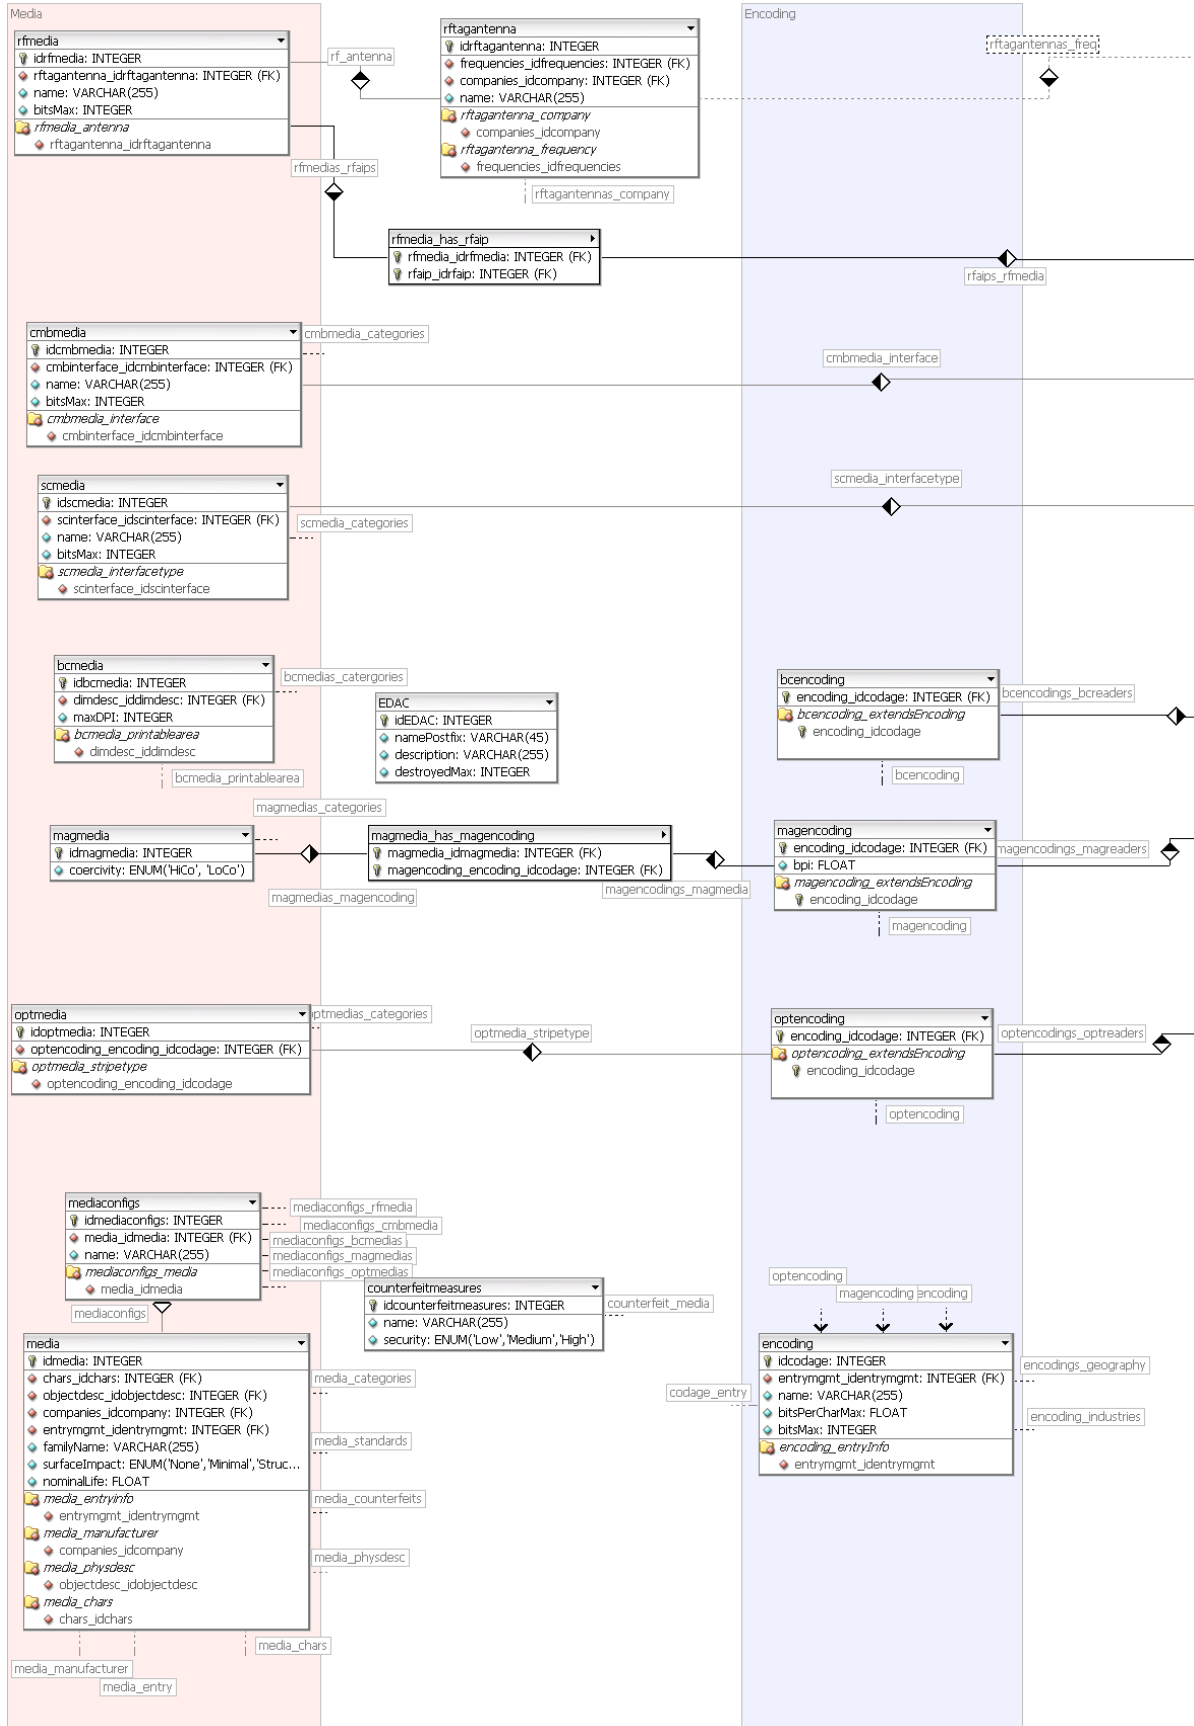 Media
Encoding
rfmedia
idrfmedia: INTEGER
rftagantenna_idrftagantenna: INTEGER (FK)
name: VARCHAR(255)
bitsMax: INTEGER
rfmedia_antenna
rftagantenna_idrftagantenna
rf_antenna
rftagantenna
idrftagantenna: INTEGER
frequencies_idfrequencies: INTEGER (FK)
companies_idcompany: INTEGER (FK)
name: VARCHAR(255)
rftagantenna_company
companies_idcompany
rftagantenna_frequency
frequencies_idfrequencies
rftagantennas_freq
rfmedias_rfaips
rftagantennas_company
rfmedia_has_rfaip
rfmedia_idrfmedia: INTEGER (FK)
rfaip_idrfaip: INTEGER (FK)
rfaips_rfmedia
cmbmedia
idcmbmedia: INTEGER
cmbinterface_idcmbinterface: INTEGER (FK)
name: VARCHAR(255)
bitsMax: INTEGER
cmbmedia_interface
cmbinterface_idcmbinterface
cmbmedia_categories
cmbmedia_interface
scmedia
idscmedia: INTEGER
scinterface_idscinterface: INTEGER (FK)
name: VARCHAR(255)
bitsMax: INTEGER
scmedia_interfacetype
scinterface_idscinterface
scmedia_categories
scmedia_interfacetype
bcmedia
idbcmedia: INTEGER
dimdesc_iddimdesc: INTEGER (FK)
maxDPI: INTEGER
bcmedia_printablearea
dimdesc_iddimdesc
bcmedias_catergories
bcmedia_printablearea
EDAC
idEDAC: INTEGER
namePostfix: VARCHAR(45)
description: VARCHAR(255)
destroyedMax: INTEGER
bcencoding
encoding_idcodage: INTEGER (FK)
bcencoding_extendsEncoding
encoding_idcodage
bcencodings_bcreaders
bcencoding
magmedias_categories
magmedia
idmagmedia: INTEGER
coercivity: ENUM('HiCo', 'LoCo')
magmedias_magencoding
magmedia_has_magencoding
magmedia_idmagmedia: INTEGER (FK)
magencoding_encoding_idcodage: INTEGER (FK)
magencodings_magmedia
magencoding
encoding_idcodage: INTEGER (FK)
bpi: FLOAT
magencoding_extendsEncoding
encoding_idcodage
magencodings_magreaders
magencoding
optmedia
idoptmedia: INTEGER
optencoding_encoding_idcodage: INTEGER (FK)
optmedia_stripetype
optencoding_encoding_idcodage
optmedias_categories
optmedia_stripetype
optencoding
encoding_idcodage: INTEGER (FK)
optencoding_extendsEncoding
encoding_idcodage
optencodings_optreaders
optencoding
mediaconfigs
idmediaconfigs: INTEGER
media_idmedia: INTEGER (FK)
name: VARCHAR(255)
mediaconfigs_media
media_idmedia
mediaconfigs_rfmedia
mediaconfigs_cmbmedia
mediaconfigs_bcmedias
mediaconfigs_magmedias
mediaconfigs_optmedias
mediaconfigs
counterfeitmeasures
idcounterfeitmeasures: INTEGER
name: VARCHAR(255)
security: ENUM('Low','Medium','High')
counterfeit_media
media
idmedia: INTEGER
chars_idchars: INTEGER (FK)
objectdesc_idobjectdesc: INTEGER (FK)
companies_idcompany: INTEGER (FK)
entrymgmt_identrymgmt: INTEGER (FK)
familyName: VARCHAR(255)
surfaceImpact: ENUM('None','Minimal','Struc...
nominalLife: FLOAT
media_entryinfo
entrymgmt_identrymgmt
media_manufacturer
companies_idcompany
media_physdesc
objectdesc_idobjectdesc
media_chars
chars_idchars
media_categories
media_standards
media_counterfeits
media_physdesc
media_chars
media_manufacturer
media_entry
optencoding
magencoding
encoding
encoding
idcodage: INTEGER
entrymgmt_identrymgmt: INTEGER (FK)
name: VARCHAR(255)
bitsPerCharMax: FLOAT
bitsMax: INTEGER
encoding_entryInfo
entrymgmt_identrymgmt
codage_entry
encodings_geography
encoding_industries